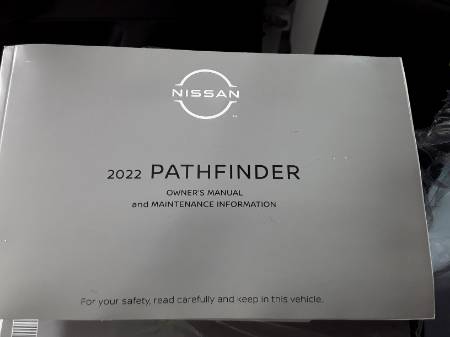 NISSAN
2022 PATHFINDER
OWNER'S MANUAL
and MAINTENANCE INFORMATION
For your safety, read carefully and keep in this vehicle.